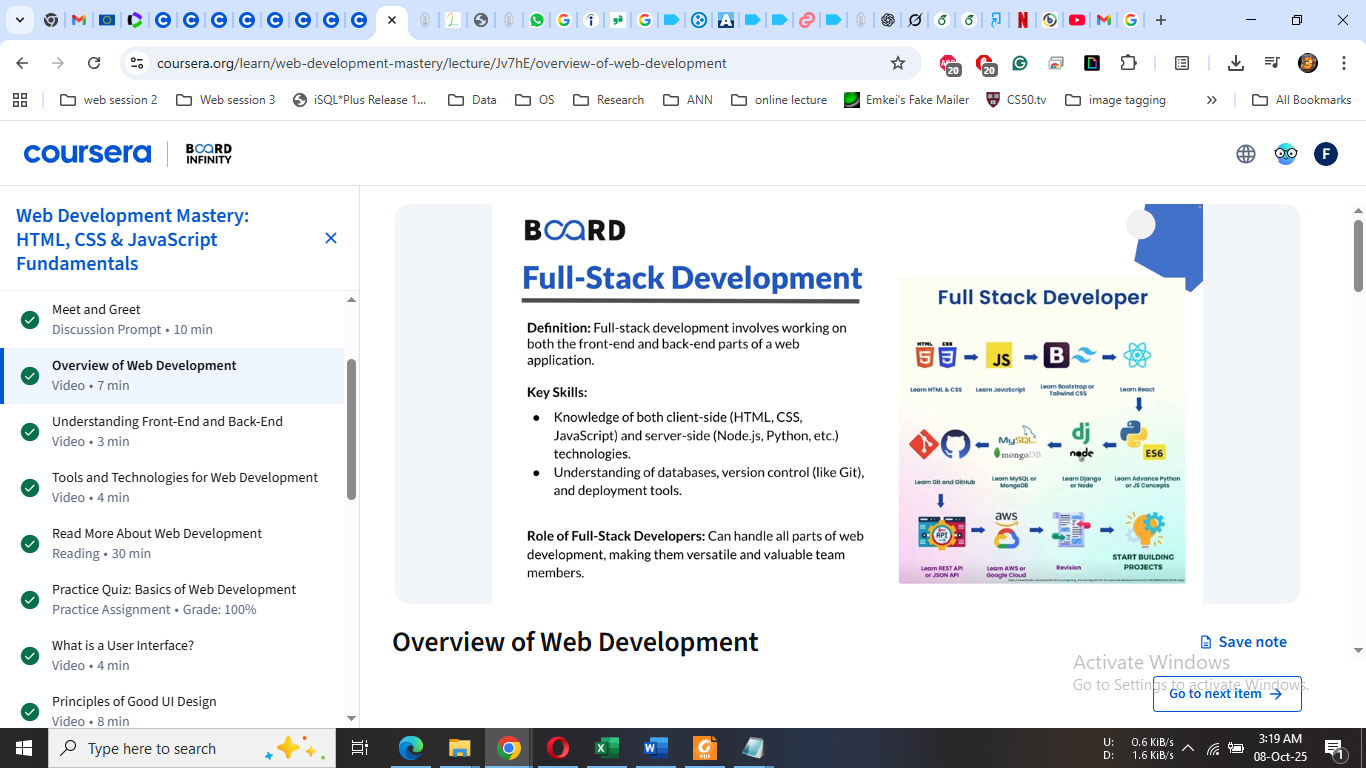 coursera.org/learn/web-development-mastery/lecture/Jv7hE/overview-of-web-development
20
20
web session 2
Web session 3
iSQL*Plus Release 1...
Data
OS
Research
ANN
online lecture
Emkei's Fake Mailer
CS50.tv
image tagging
All Bookmarks
coursera
BOARD INFINITY
F
Web Development Mastery:
HTML, CSS & JavaScript
Fundamentals
Meet and Greet
Discussion Prompt • 10 min
Overview of Web Development
Video • 7 min
Understanding Front-End and Back-End
Video • 3 min
Tools and Technologies for Web Development
Video • 4 min
Read More About Web Development
Reading • 30 min
Practice Quiz: Basics of Web Development
Practice Assignment • Grade: 100%
What is a User Interface?
Video • 4 min
Principles of Good UI Design
Video • 8 min
BOARD
Full-Stack Development
Definition: Full-stack development involves working on
both the front-end and back-end parts of a web
application.
Key Skills:
● Knowledge of both client-side (HTML, CSS,
JavaScript) and server-side (Node.js, Python, etc.)
technologies.
● Understanding of databases, version control (like Git),
and deployment tools.
Role of Full-Stack Developers: Can handle all parts of web
development, making them versatile and valuable team
members.
Full Stack Developer
HTML CSS
JS
B
Learn HTML & CSS
Learn JavaScript
Learn Bootstrap or
Tailwind CSS
Learn React
MySQL
mongoDB
dj
node
ES6
Learn Git and GitHub
Learn MySQL or
MongoDB
Learn Django
or Node
Learn Advance Python
or JS Concepts
API
aws
Learn REST API
or JSON API
Learn AWS or
Google Cloud
Revision
START BUILDING
PROJECTS
Overview of Web Development
Save note
Activate Windows
Go to Settings to activate Windows.
Go to next item
Type here to search
U: 0.6 KiB/s
D: 1.6 KiB/s
3:19 AM
08-Oct-25
1